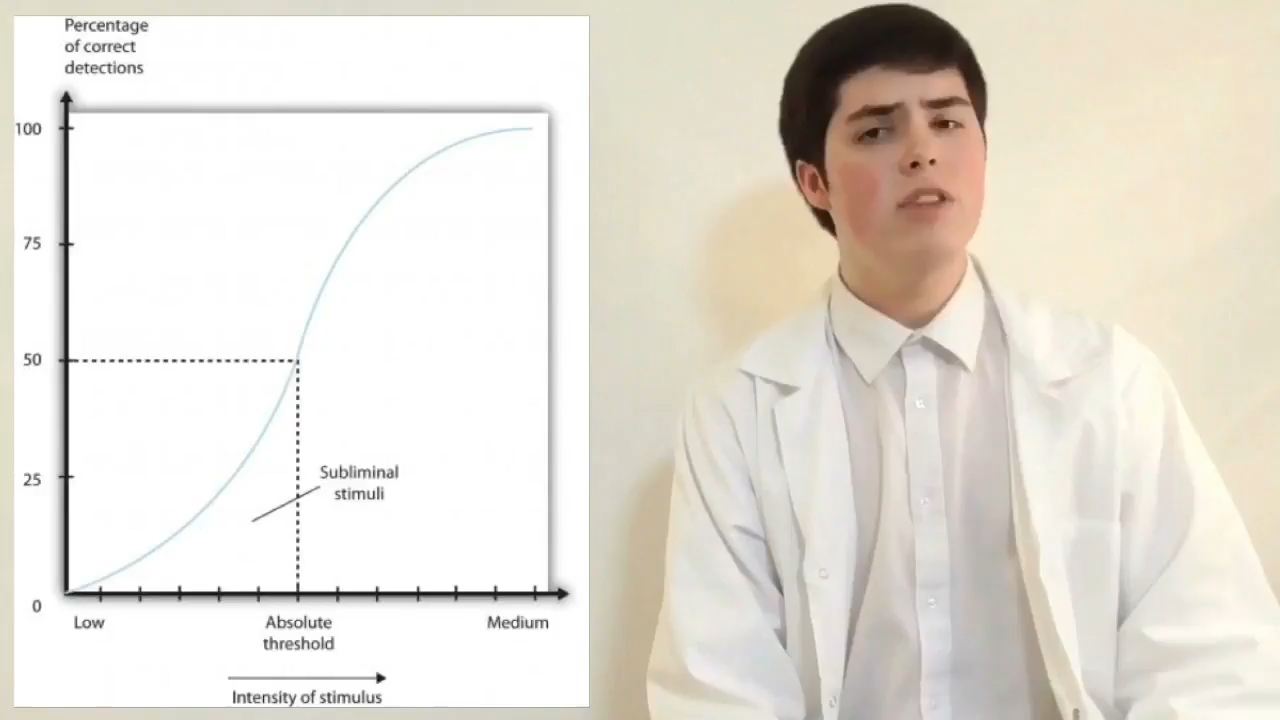 Percentage
of correct
detections
100
75
50
25
0
Subliminal
stimuli
Low
Absolute
threshold
Medium
Intensity of stimulus